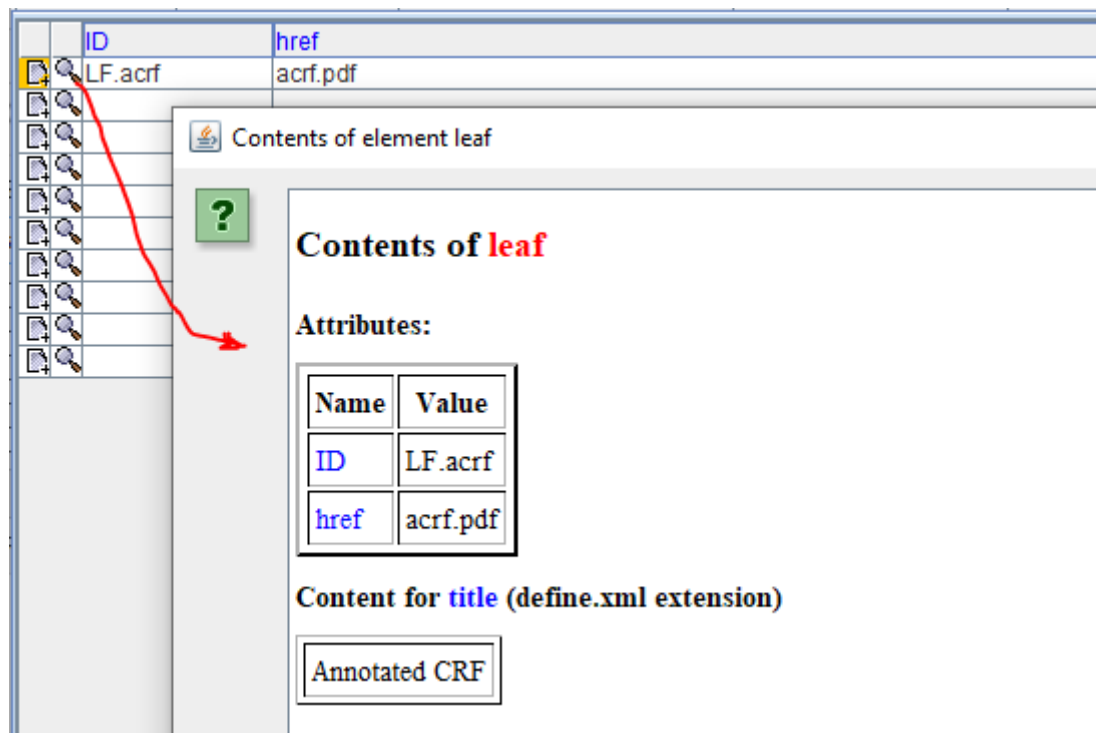 ID href
LF.acrf acrf.pdf
Contents of element leaf
?
Contents of leaf
Attributes:
Name Value
ID LF.acrf
href acrf.pdf
Content for title (define.xml extension)
Annotated CRF